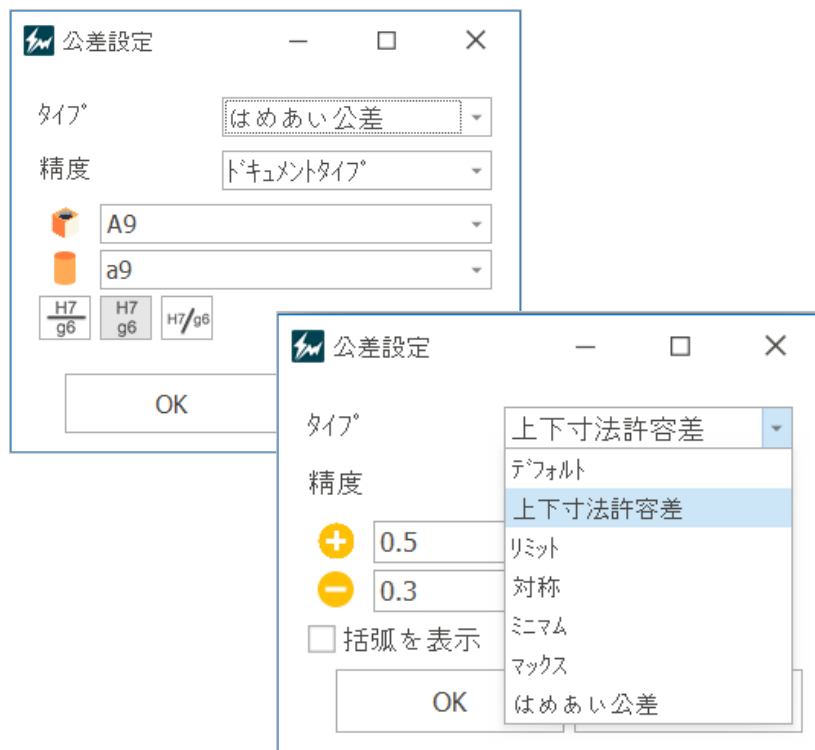 公差設定
ﾀｲﾌﾟ
はめあい公差
精度
ﾄﾞｷｭﾒﾝﾄﾀｲﾌﾟ
A9
a9
H7
g6
H7
g6
H7/g6
OK
公差設定
ﾀｲﾌﾟ
上下寸法許容差
ﾃﾞﾌｫﾙﾄ
上下寸法許容差
ﾘﾐｯﾄ
対称
ﾐﾆﾏﾑ
ﾏｯｸｽ
はめあい公差
精度
0.5
0.3
括弧を表示
OK